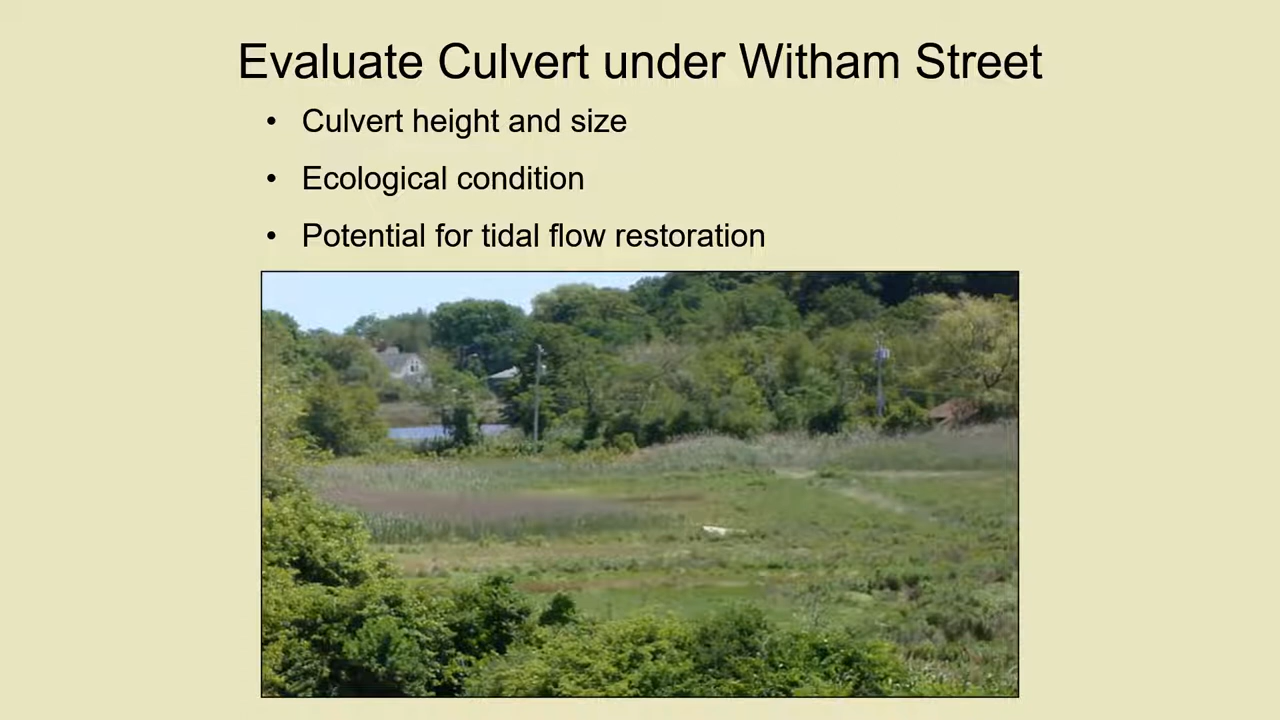 Evaluate Culvert under Witham Street
• Culvert height and size
• Ecological condition
• Potential for tidal flow restoration